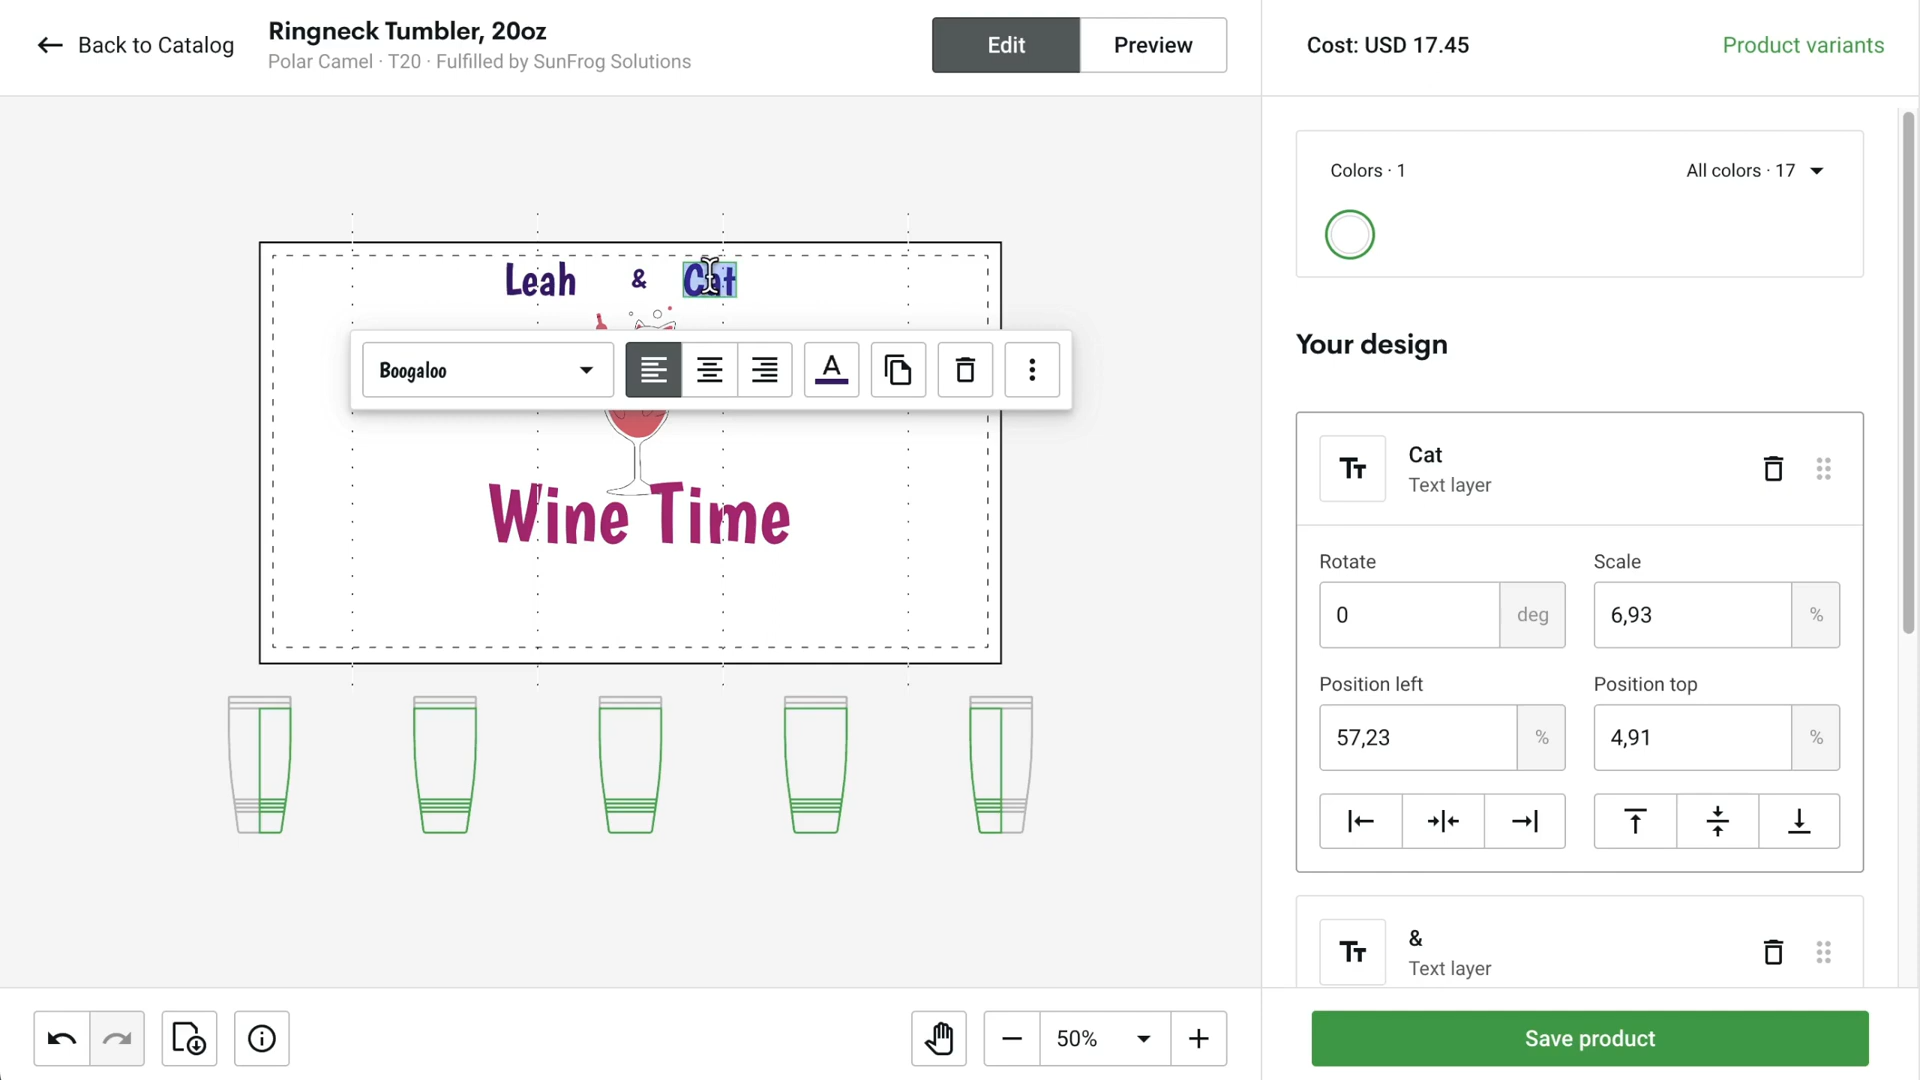 Back to Catalog
Ringneck Tumbler, 20oz
Polar Camel · T20 · Fulfilled by SunFrog Solutions
Edit
Preview
Cost: USD 17.45
Product variants
Colors · 1
All colors · 17
Leah & Cat
Boogaloo
A
Wine Time
Your design
Tт
Cat
Text layer
Rotate
Scale
0 deg
6,93 %
Position left
Position top
57,23 %
4,91 %
Tт
&
Text layer
50%
Save product